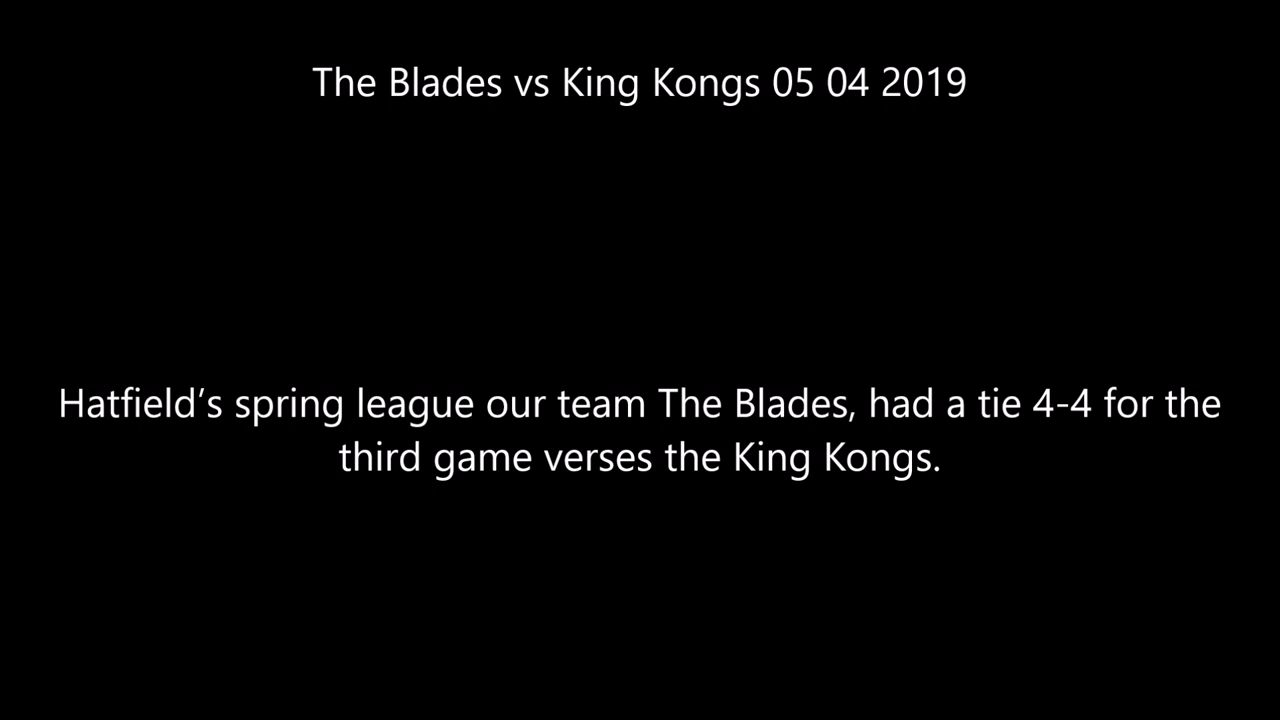 The Blades vs King Kongs 05 04 2019
Hatfield’s spring league our team The Blades, had a tie 4-4 for the
third game verses the King Kongs.